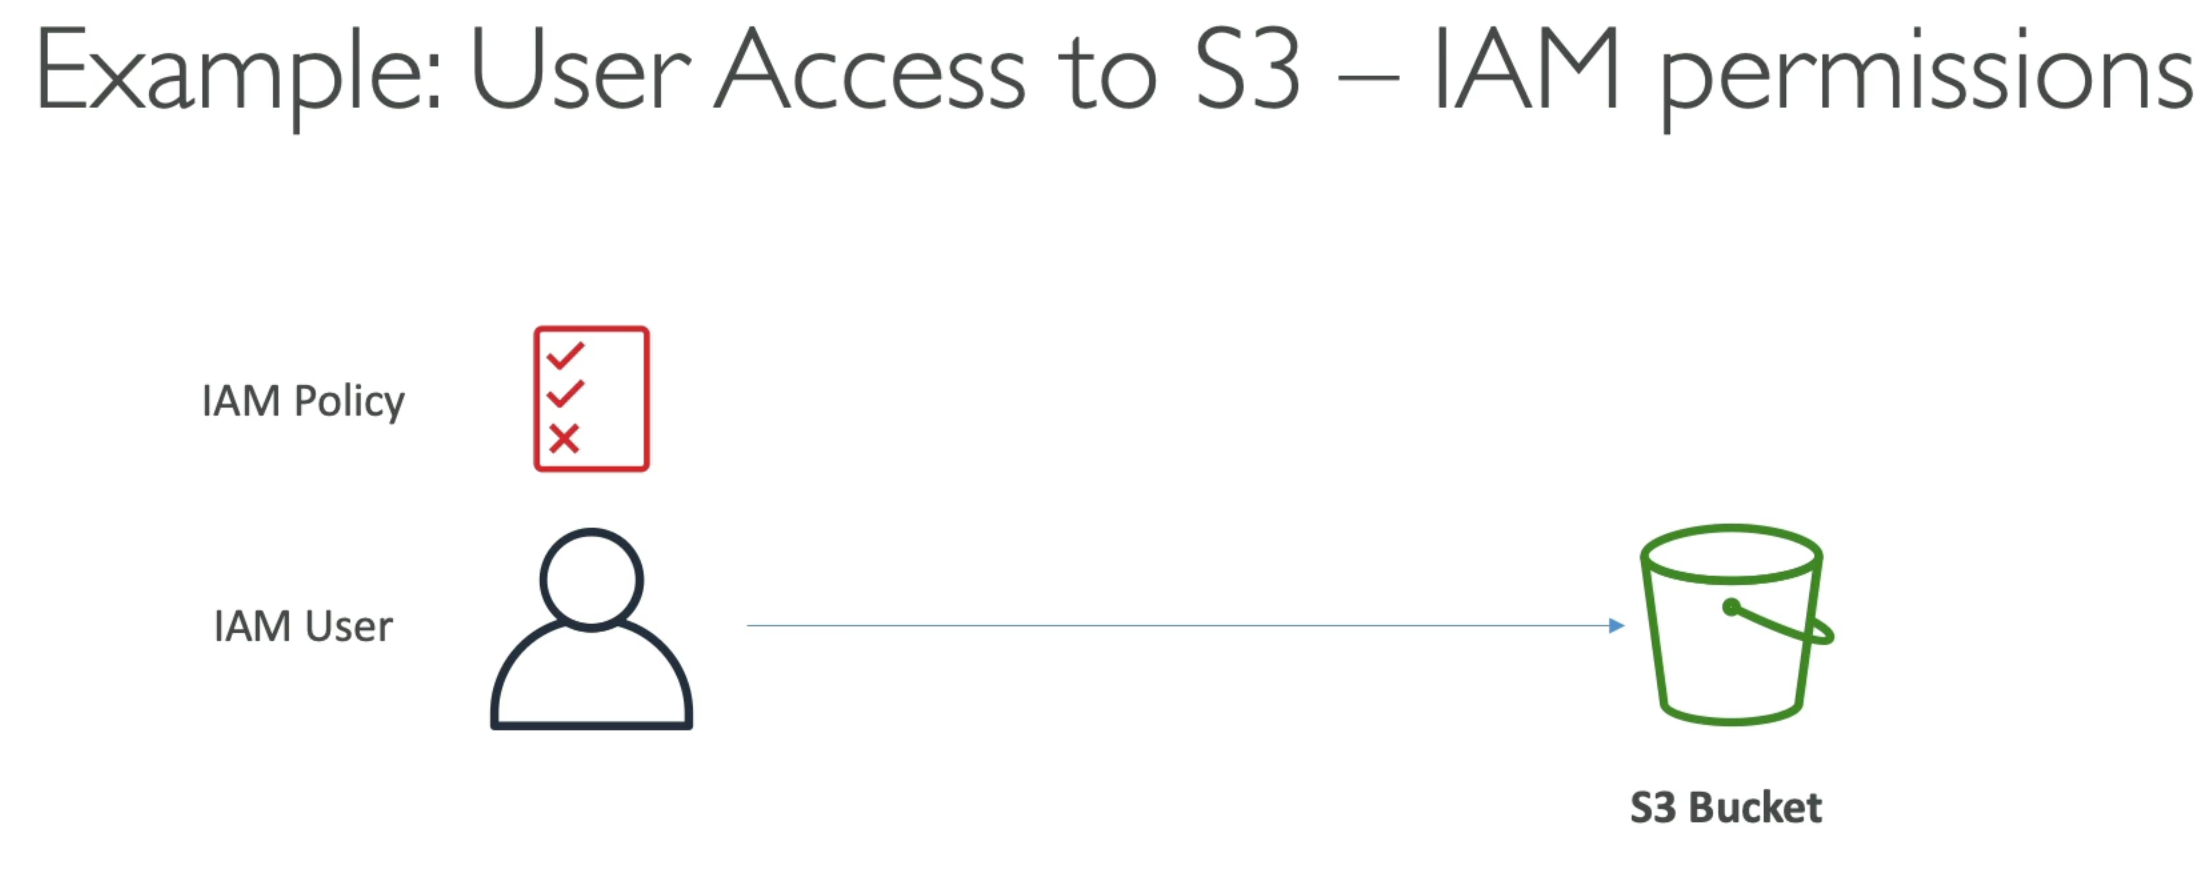 Example: User Access to S3 – IAM permissions
IAM Policy
IAM User
S3 Bucket